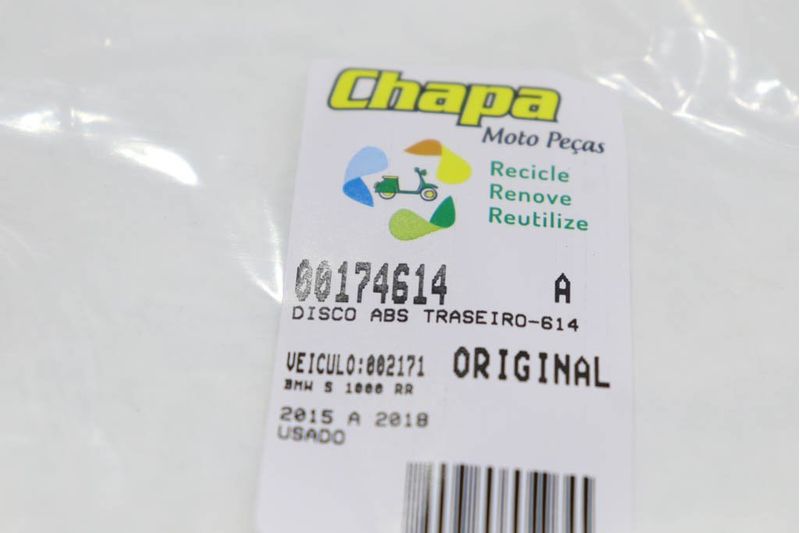 Chapa
Moto Peças
Recicle
Renove
Reutilize
00174614 A
DISCO ABS TRASEIRO-614
VEICULO:002171 ORIGINAL
BMW S 1000 RR
2015 A 2018
USADO